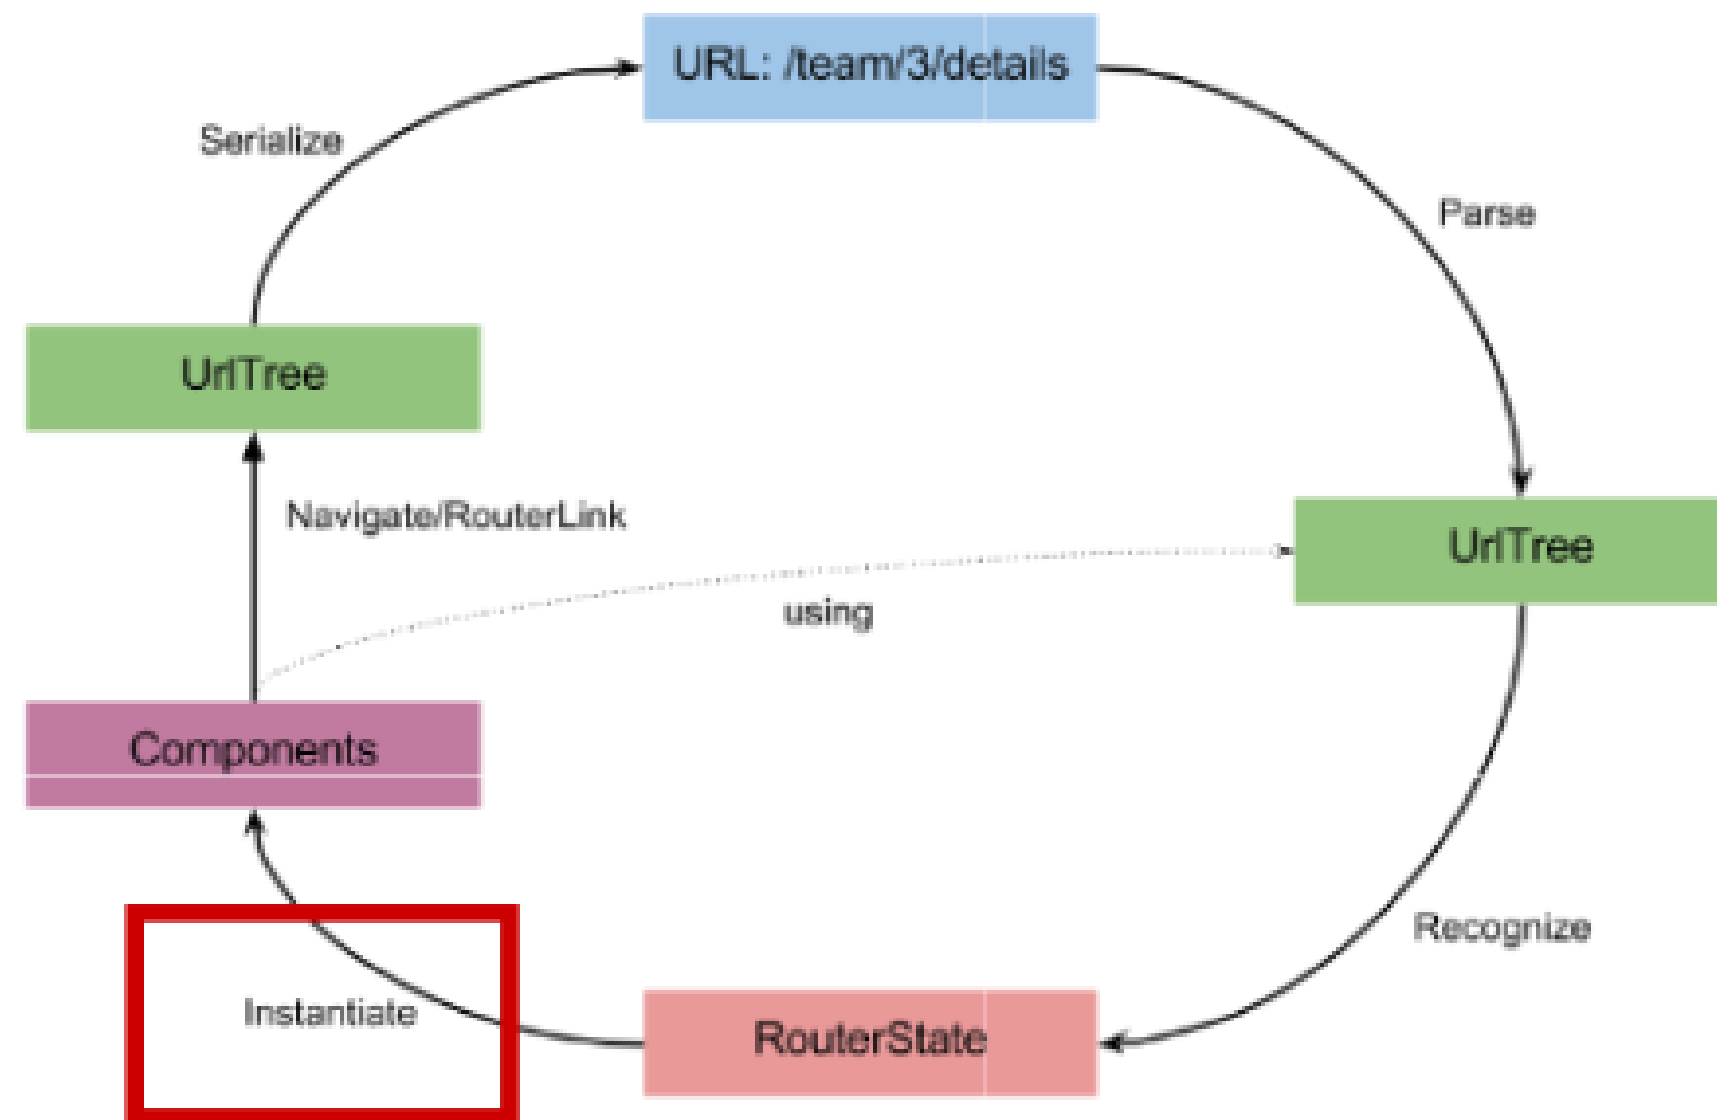 URL: /team/3/details
Serialize
Parse
UrlTree
Navigate/RouterLink
UrlTree
using
Components
Recognize
Instantiate
RouterState